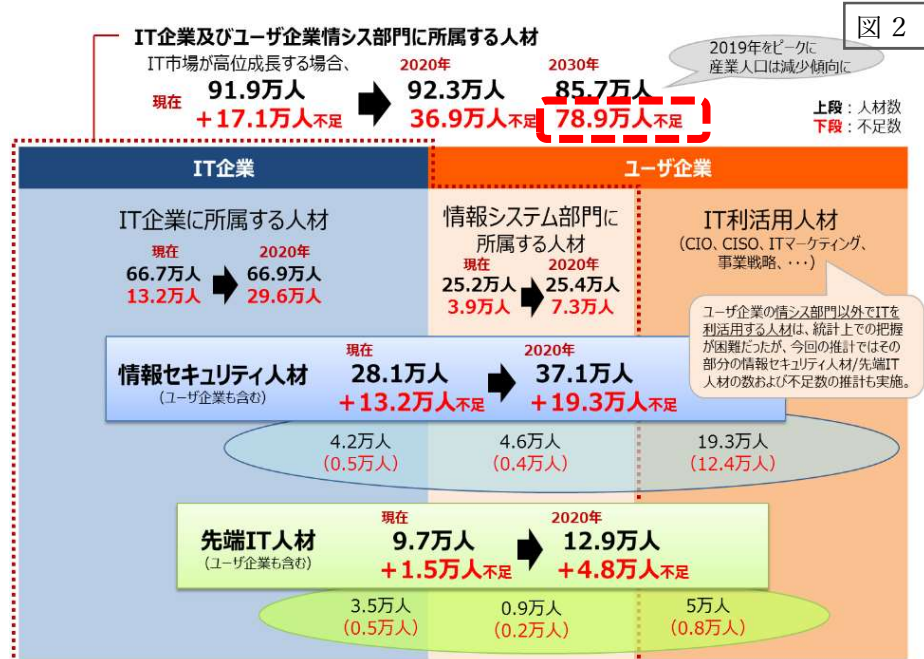 図 2
IT企業及びユーザ企業情シス部門に所属する人材
IT市場が高位成長する場合、
現在
91.9万人
+17.1万人不足
2020年
92.3万人
36.9万人不足
2030年
85.7万人
78.9万人不足
2019年をピークに
産業人口は減少傾向に
上段：人材数
下段：不足数
IT企業
ユーザ企業
IT企業に所属する人材
現在
66.7万人
13.2万人
2020年
66.9万人
29.6万人
情報システム部門に
所属する人材
現在
25.2万人
3.9万人
2020年
25.4万人
7.3万人
IT利活用人材
（CIO、CISO、ITマーケティング、
事業戦略、・・・）
ユーザ企業の情シス部門以外でITを
利活用する人材は、統計上での把握
が困難だったが、今回の推計ではその
部分の情報セキュリティ人材/先端IT
人材の数および不足数の推計も実施。
情報セキュリティ人材
（ユーザ企業も含む）
現在
28.1万人
+13.2万人不足
2020年
37.1万人
+19.3万人不足
4.2万人
（0.5万人）
4.6万人
（0.4万人）
19.3万人
（12.4万人）
先端IT人材
（ユーザ企業も含む）
現在
9.7万人
+1.5万人不足
2020年
12.9万人
+4.8万人不足
3.5万人
（0.5万人）
0.9万人
（0.2万人）
5万人
（0.8万人）